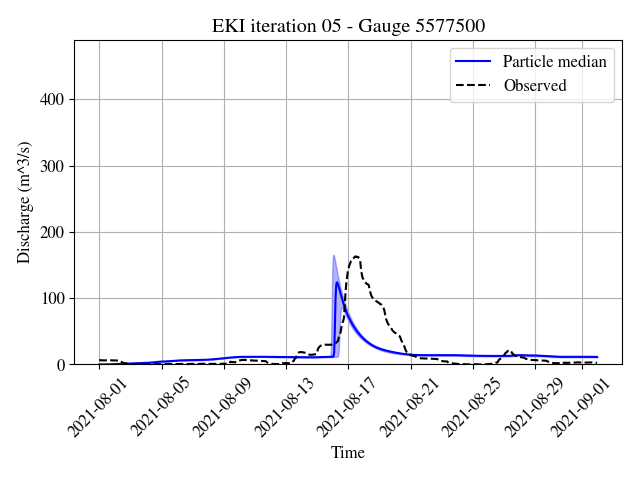 EKI iteration 05 - Gauge 5577500
Particle median
Observed
Discharge (m^3/s)
400
300
200
100
0
2021-08-01
2021-08-05
2021-08-09
2021-08-13
2021-08-17
2021-08-21
2021-08-25
2021-08-29
2021-09-01
Time